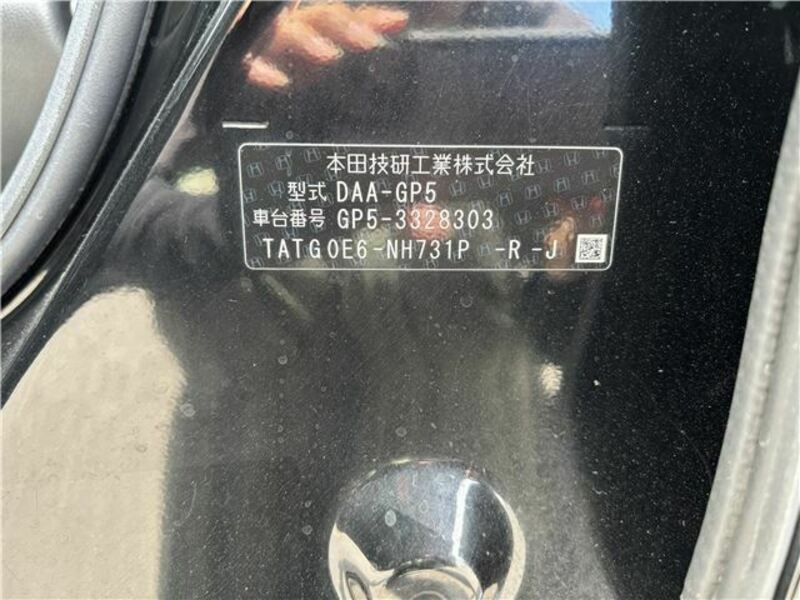 本田技研工業株式会社
型式 DAA-GP5
車台番号 GP5-3328303
TATG0E6-NH731P -R -J